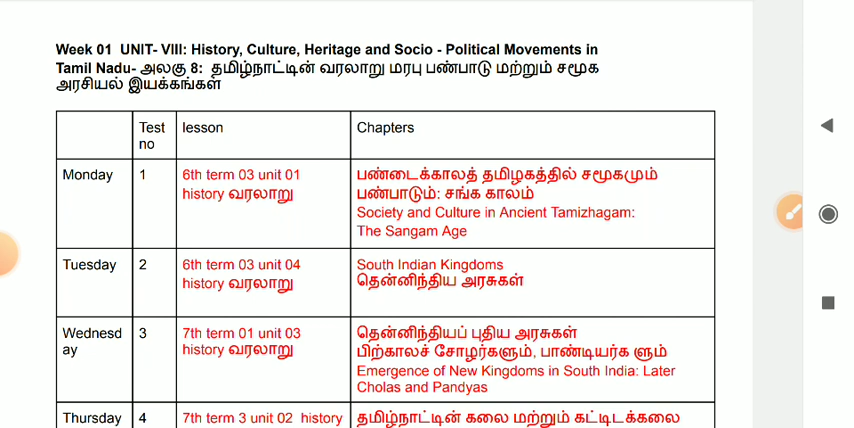 Week 01 UNIT- VIII: History, Culture, Heritage and Socio - Political Movements in
Tamil Nadu- அலகு 8: தமிழ்நாட்டின் வரலாறு மரபு பண்பாடு மற்றும் சமூக
அரசியல் இயக்கங்கள்
Test no lesson Chapters
Monday 1 6th term 03 unit 01
history வரலாறு
பண்டைக்காலத் தமிழகத்தில் சமூகமும்
பண்பாடும்: சங்க காலம்
Society and Culture in Ancient Tamizhagam:
The Sangam Age
Tuesday 2 6th term 03 unit 04
history வரலாறு
South Indian Kingdoms
தென்னிந்திய அரசுகள்
Wednesd
ay
3 7th term 01 unit 03
history வரலாறு
தென்னிந்தியப் புதிய அரசுகள்
பிற்காலச் சோழர்களும், பாண்டியர்க ளும்
Emergence of New Kingdoms in South India: Later
Cholas and Pandyas
Thursday 4 7th term 3 unit 02 history தமிழ்நாட்டின் கலை மற்றும் கட்டிடக்கலை